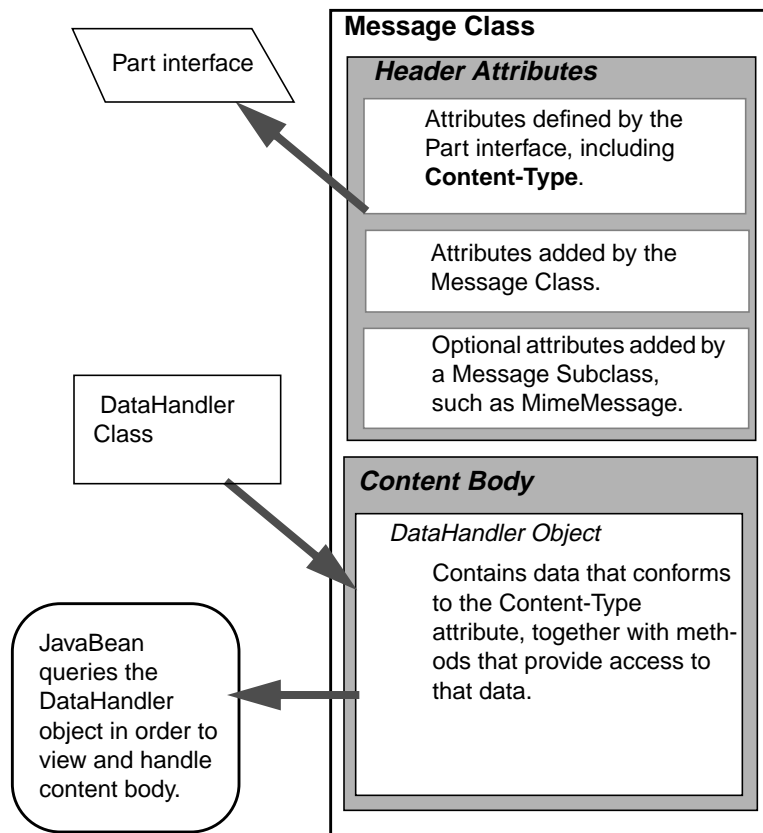 Message Class
Part interface
Header Attributes
Attributes defined by the
Part interface, including
Content-Type.
Attributes added by the
Message Class.
Optional attributes added by
a Message Subclass,
such as MimeMessage.
DataHandler
Class
Content Body
DataHandler Object
Contains data that conforms
to the Content-Type
attribute, together with meth-
ods that provide access to
that data.
JavaBean
queries the
DataHandler
object in order to
view and handle
content body.